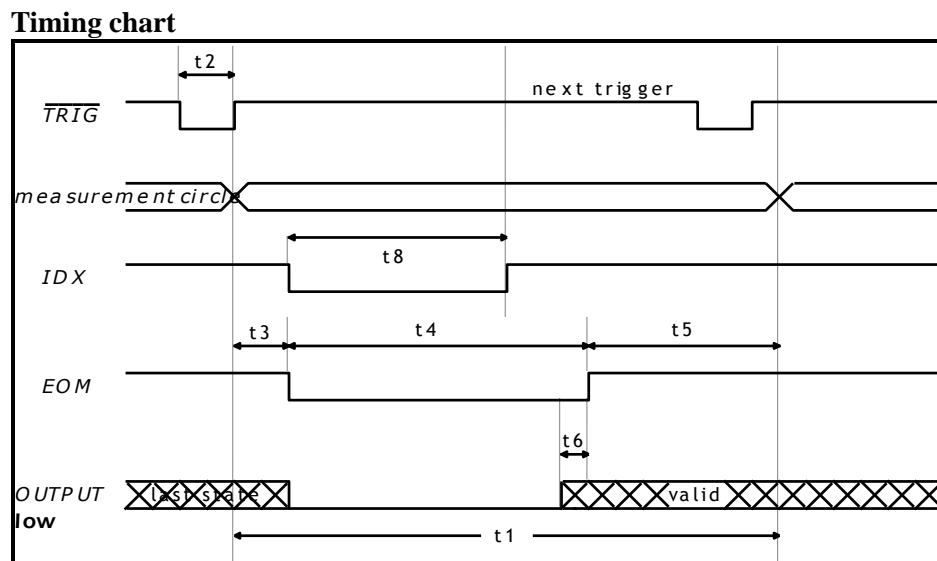 Timing chart
t2
next trigger
TRIG
measurement circle
t8
IDX
t3 t4 t5
EOM
t6
OUTPUT last state valid
low
t1